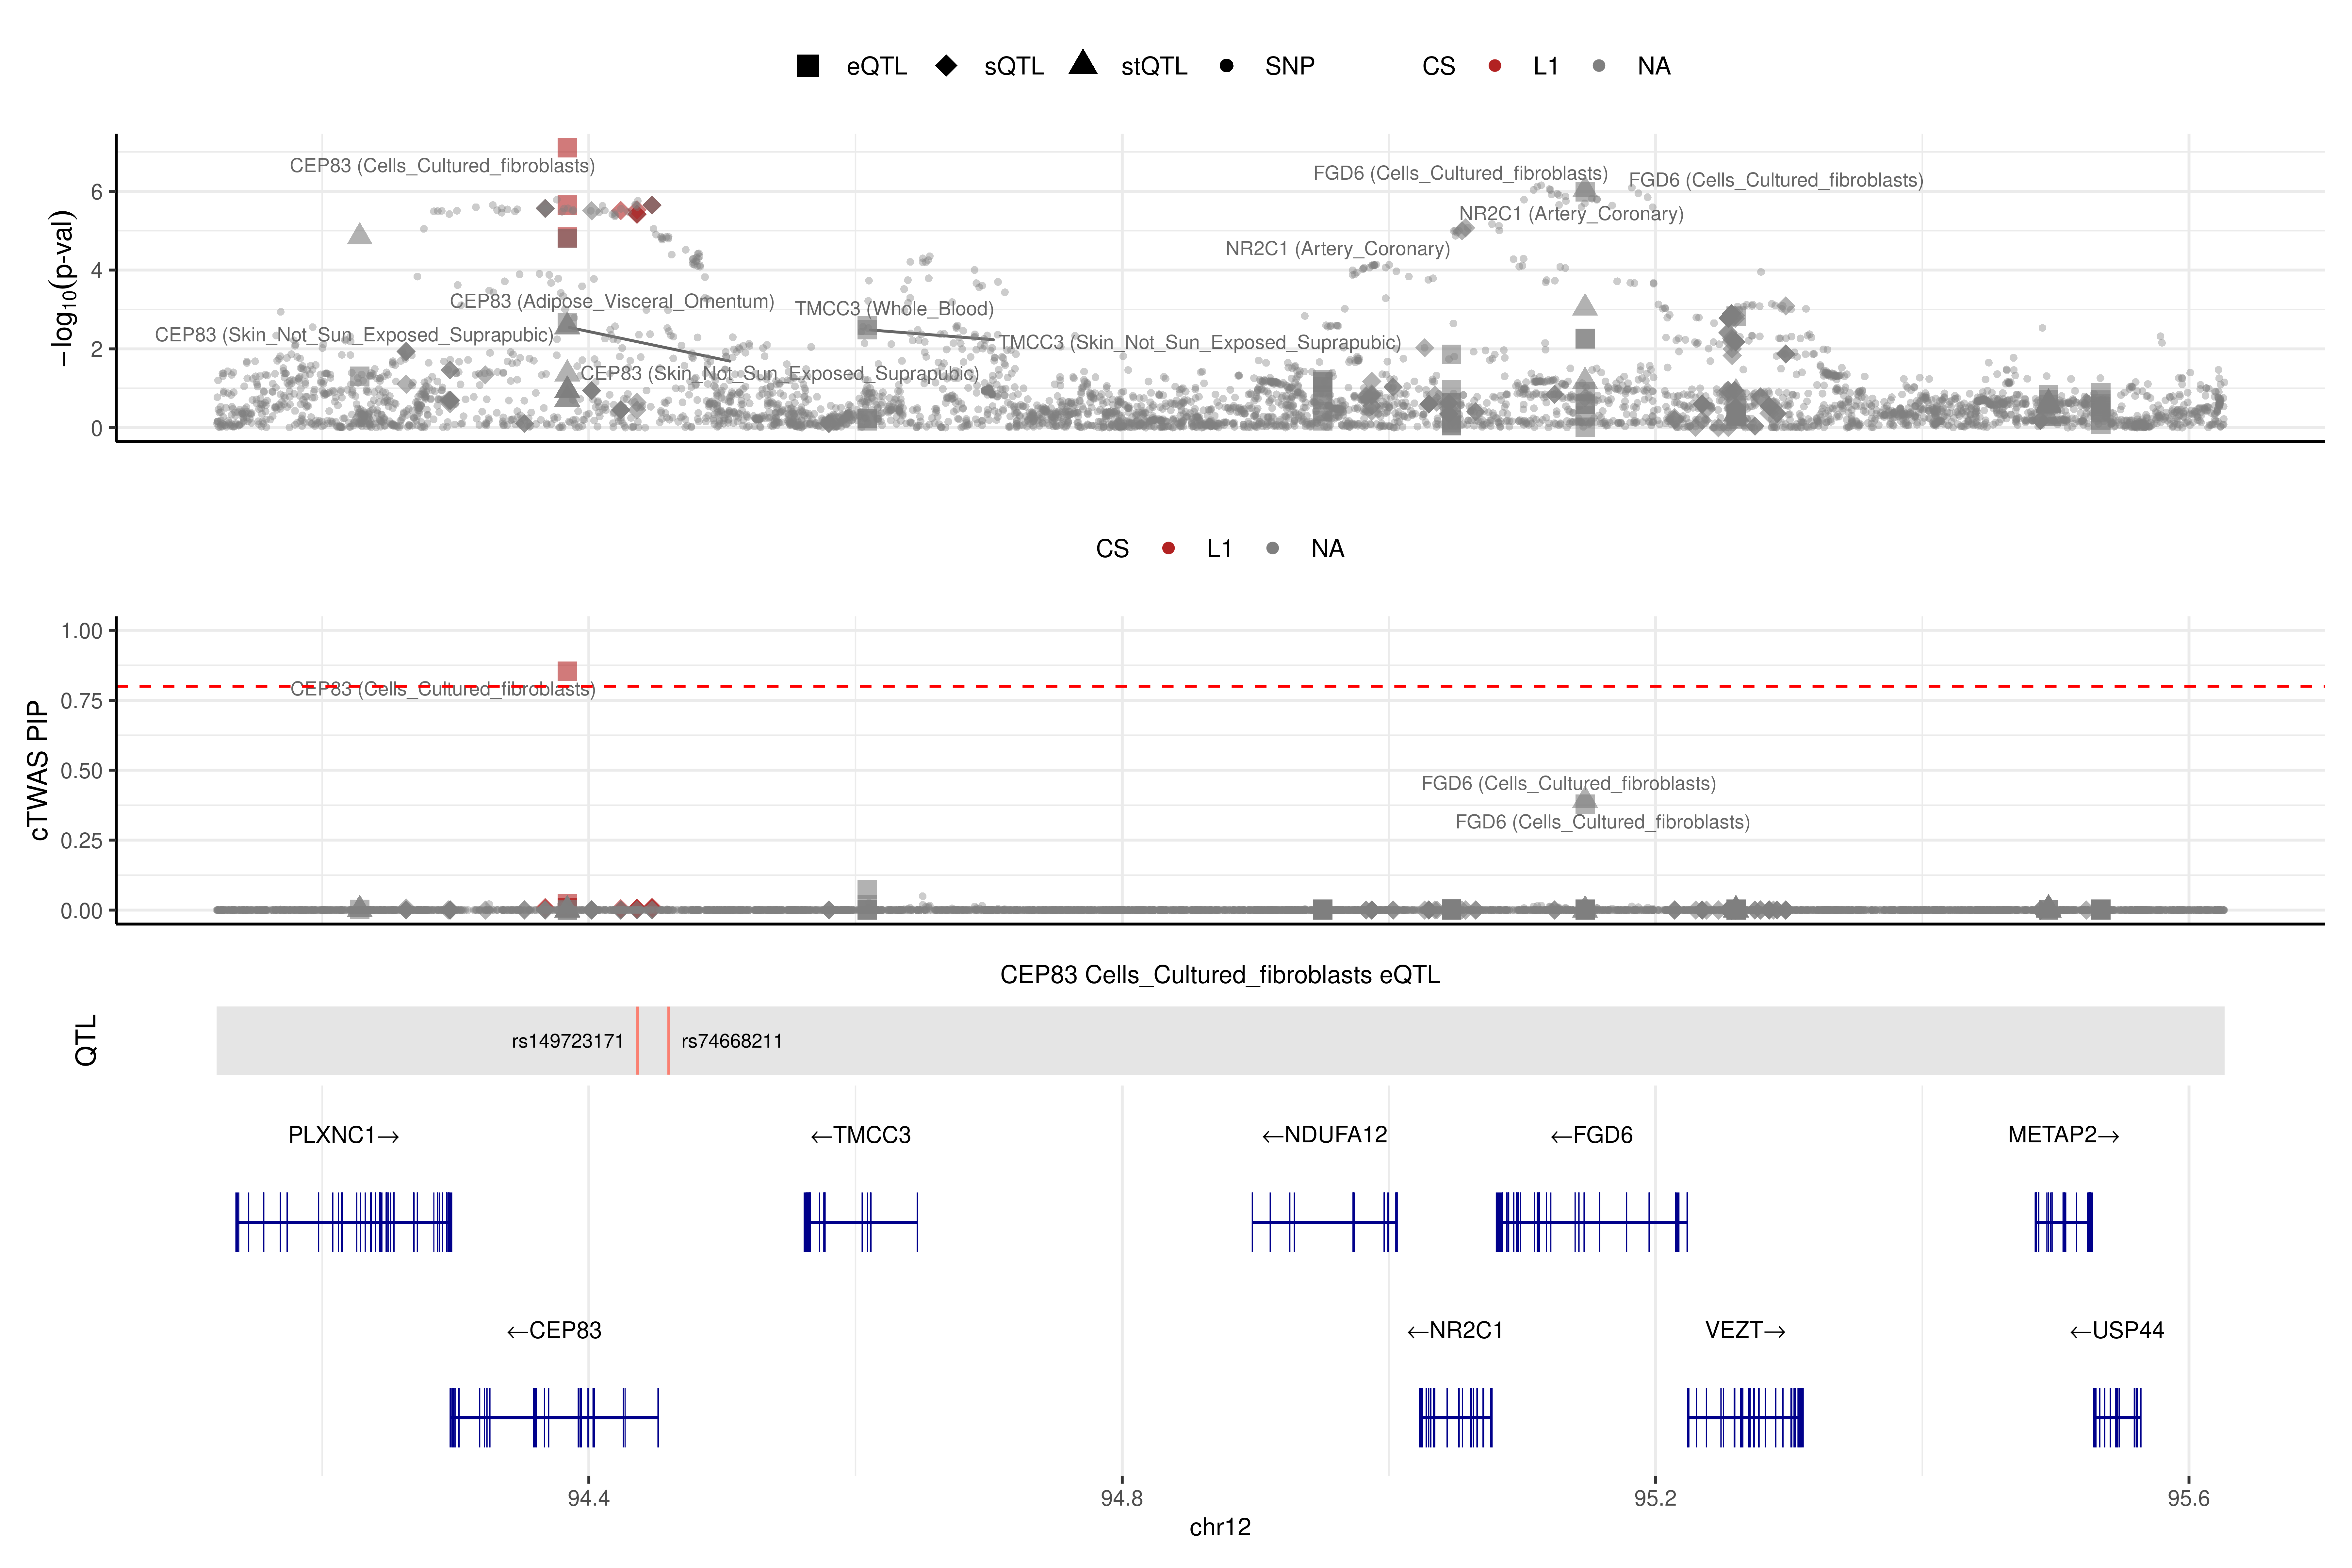 eQTL sQTL stQTL SNP CS L1 NA
−log10(p-val)
6
4
2
0
CEP83 (Cells_Cultured_fibroblasts)
FGD6 (Cells_Cultured_fibroblasts)
FGD6 (Cells_Cultured_fibroblasts)
NR2C1 (Artery_Coronary)
NR2C1 (Artery_Coronary)
CEP83 (Adipose_Visceral_Omentum)
TMCC3 (Whole_Blood)
CEP83 (Skin_Not_Sun_Exposed_Suprapubic)
TMCC3 (Skin_Not_Sun_Exposed_Suprapubic)
CEP83 (Skin_Not_Sun_Exposed_Suprapubic)
CS L1 NA
cTWAS PIP
1.00
0.75
0.50
0.25
0.00
CEP83 (Cells_Cultured_fibroblasts)
FGD6 (Cells_Cultured_fibroblasts)
FGD6 (Cells_Cultured_fibroblasts)
CEP83 Cells_Cultured_fibroblasts eQTL
QTL
rs149723171 rs74668211
PLXNC1→ ←TMCC3 ←NDUFA12 ←FGD6 METAP2→
←CEP83 ←NR2C1 VEZT→ ←USP44
94.4 94.8 95.2 95.6
chr12